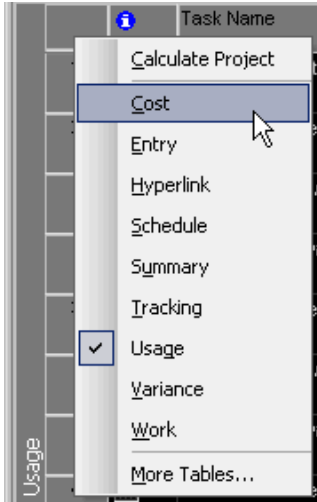 Task Name
Calculate Project
Cost
Entry
Hyperlink
Schedule
Summary
Tracking
Usage
Variance
Work
More Tables...
Usage